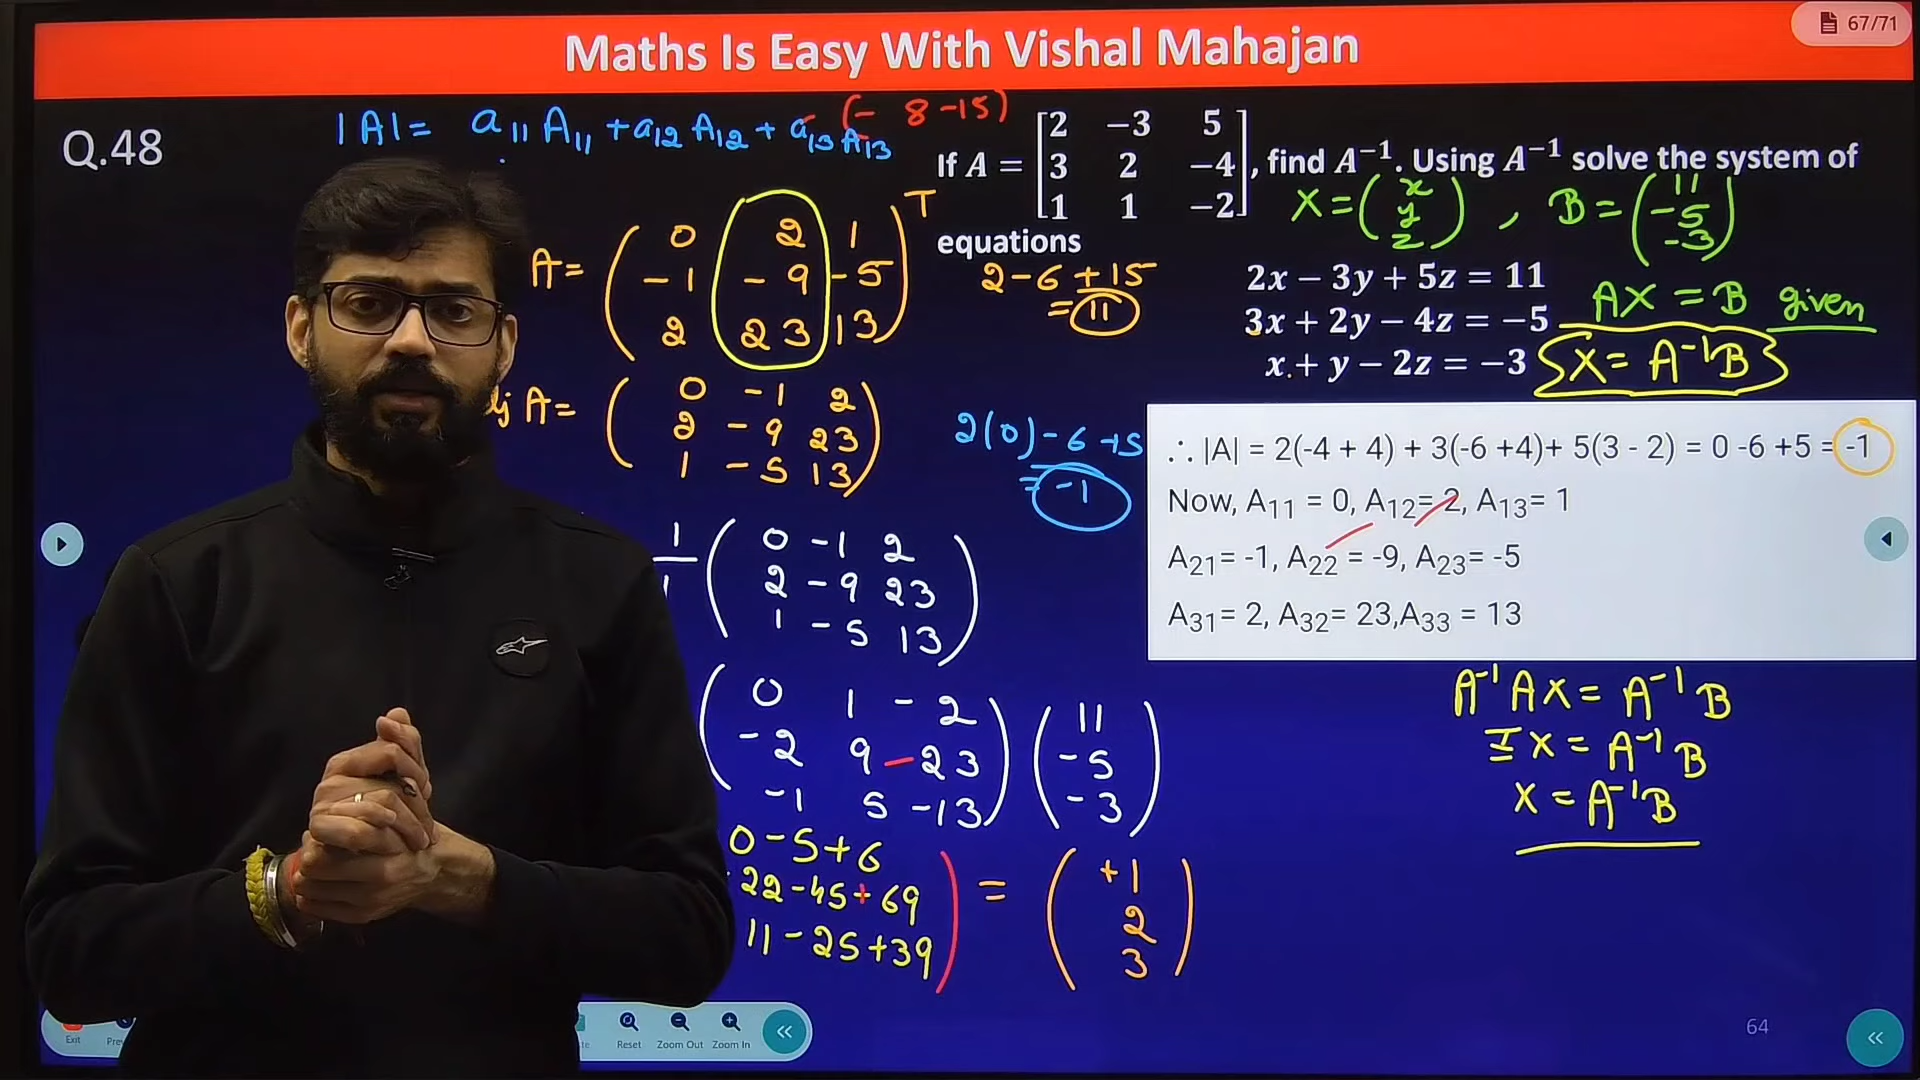 67/71
Maths Is Easy With Vishal Mahajan
Q.48
|A| = a11 A11 + a12 A12 + a13 A13
(- 8-15)
If A = [2 -3 5
3 2 -4
1 1 -2], find A⁻¹. Using A⁻¹ solve the system of
equations
X = (x
y
z) , B = (11
-5
-3)
2x − 3y + 5z = 11
3x + 2y − 4z = −5
x + y − 2z = −3
AX = B given
X = A⁻¹B
A = (0 2 1
-1 -9 -5
2 23 13)ᵀ
2-6+15
=11
j A = (0 -1 2
2 -9 23
1 -5 13)
2(0)-6+5
= -1
∴ |A| = 2(-4 + 4) + 3(-6 +4)+ 5(3 - 2) = 0 -6 +5 = -1
Now, A11 = 0, A12= 2, A13= 1
A21= -1, A22 = -9, A23= -5
A31= 2, A32= 23,A33 = 13
1 (0 -1 2
2 -9 23
1 -5 13)
(0 1 -2
-2 9 -23
-1 5 -13) (11
-5
-3)
0-5+6
22-45+69
11-25+39
= (+1
2
3)
A⁻¹AX = A⁻¹B
IX = A⁻¹B
X = A⁻¹B
64
Exit
Reset
Zoom Out
Zoom In